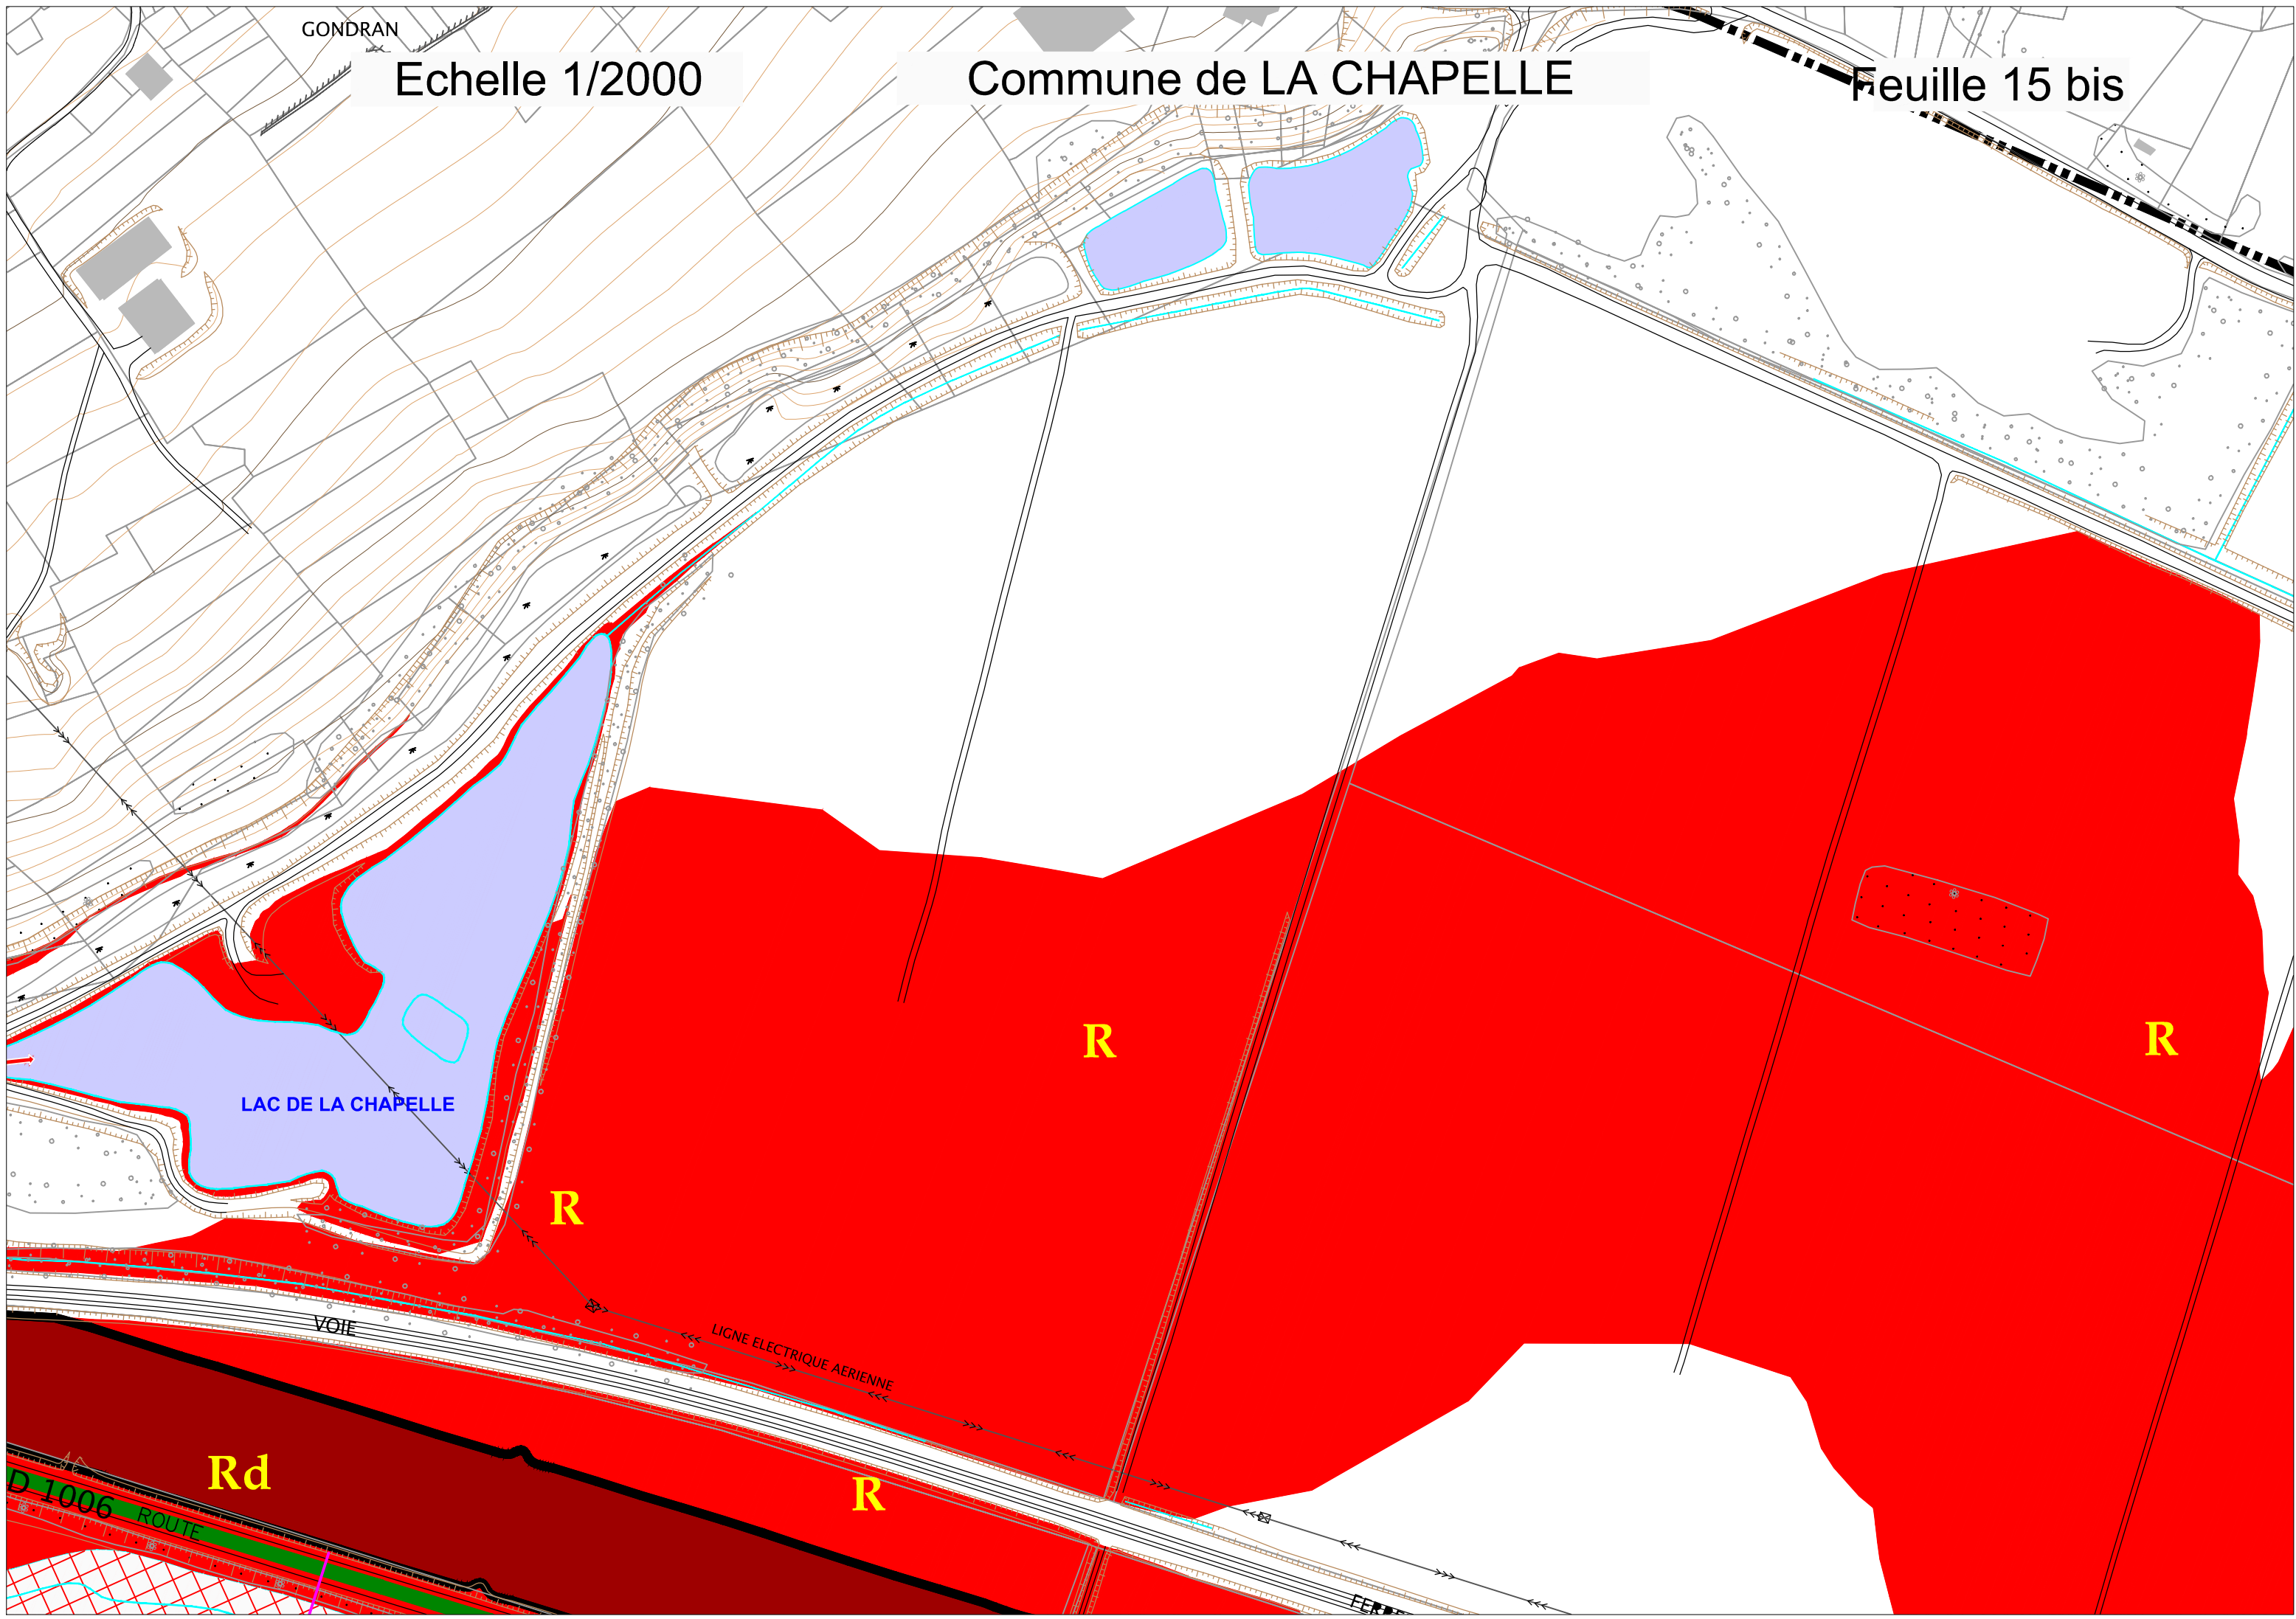 GONDRAN
Echelle 1/2000
Commune de LA CHAPELLE
Feuille 15 bis
R
R
LAC DE LA CHAPELLE
R
VOIE
LIGNE ELECTRIQUE AERIENNE
Rd
R
D 1006
ROUTE